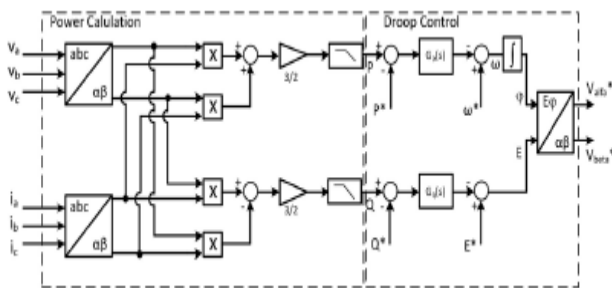 Power Calulation
Droop Control
va
vb
vc
abc
αβ
X
X
3/2
p
P*
ω
ω*
∫
φ
E
Eφ
αβ
Valfb*
Vbeta*
ia
ib
ic
abc
αβ
X
X
3/2
Q
Q*
E*